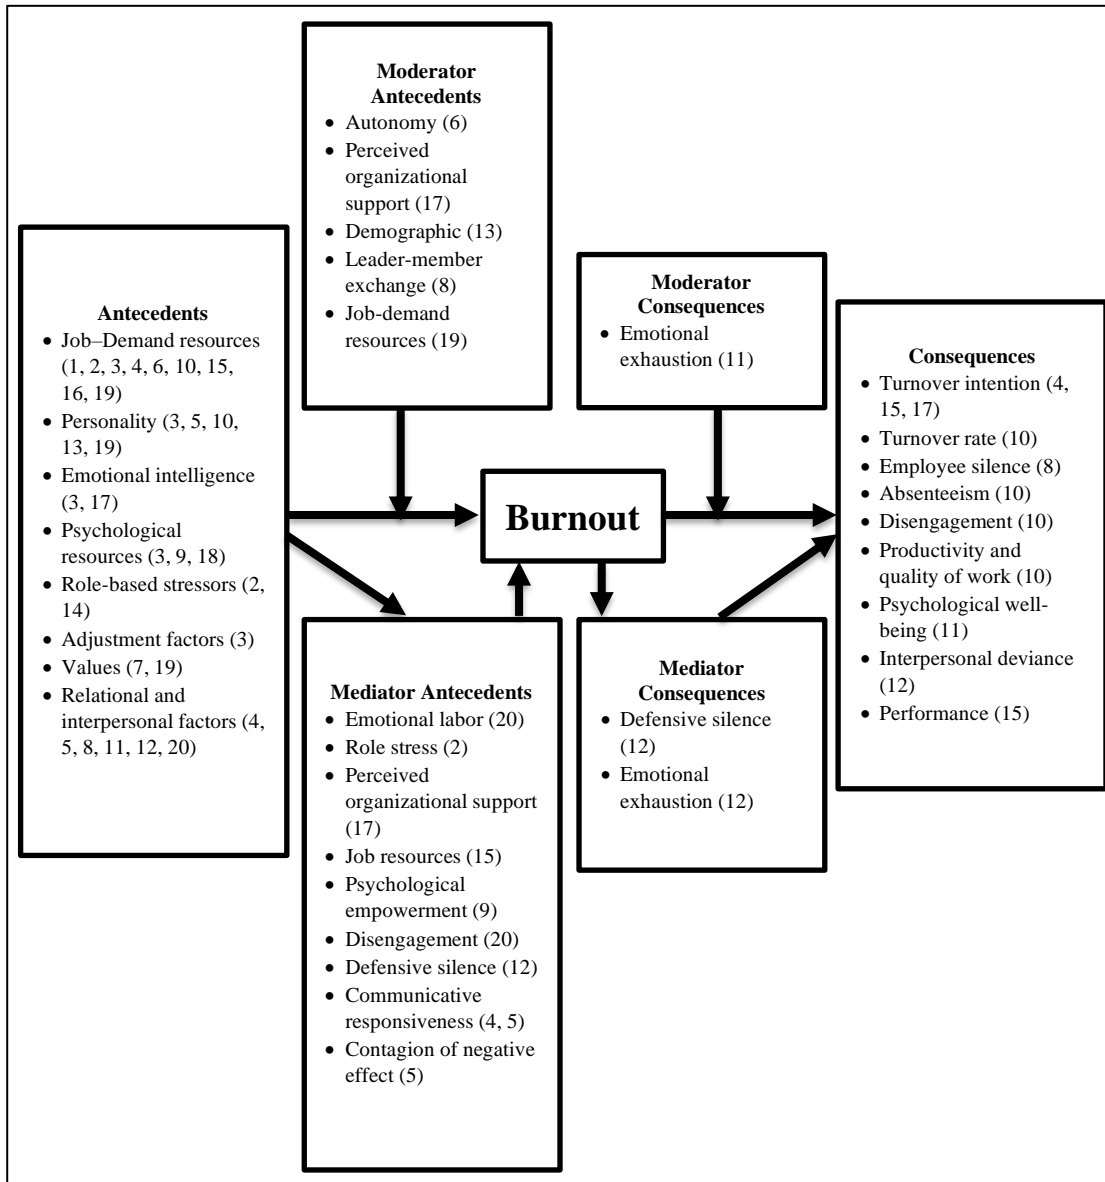 Moderator
Antecedents
• Autonomy (6)
• Perceived
organizational
support (17)
• Demographic (13)
• Leader-member
exchange (8)
• Job-demand
resources (19)
Antecedents
• Job–Demand resources
(1, 2, 3, 4, 6, 10, 15,
16, 19)
• Personality (3, 5, 10,
13, 19)
• Emotional intelligence
(3, 17)
• Psychological
resources (3, 9, 18)
• Role-based stressors (2,
14)
• Adjustment factors (3)
• Values (7, 19)
• Relational and
interpersonal factors (4,
5, 8, 11, 12, 20)
Moderator
Consequences
• Emotional
exhaustion (11)
Burnout
Consequences
• Turnover intention (4,
15, 17)
• Turnover rate (10)
• Employee silence (8)
• Absenteeism (10)
• Disengagement (10)
• Productivity and
quality of work (10)
• Psychological well-
being (11)
• Interpersonal deviance
(12)
• Performance (15)
Mediator Antecedents
• Emotional labor (20)
• Role stress (2)
• Perceived
organizational support
(17)
• Job resources (15)
• Psychological
empowerment (9)
• Disengagement (20)
• Defensive silence (12)
• Communicative
responsiveness (4, 5)
• Contagion of negative
effect (5)
Mediator
Consequences
• Defensive silence
(12)
• Emotional
exhaustion (12)